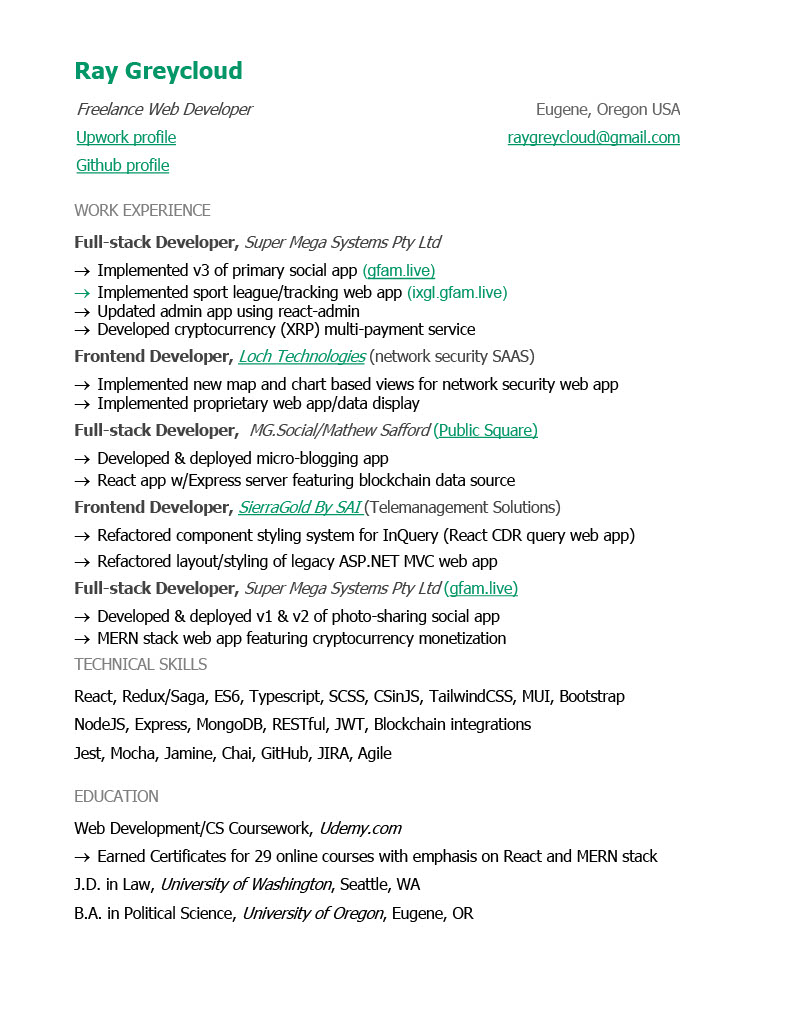 Ray Greycloud
Freelance Web Developer Eugene, Oregon USA
Upwork profile raygreycloud@gmail.com
Github profile
WORK EXPERIENCE
Full-stack Developer, Super Mega Systems Pty Ltd
→ Implemented v3 of primary social app (gfam.live)
→ Implemented sport league/tracking web app (ixgl.gfam.live)
→ Updated admin app using react-admin
→ Developed cryptocurrency (XRP) multi-payment service
Frontend Developer, Loch Technologies (network security SAAS)
→ Implemented new map and chart based views for network security web app
→ Implemented proprietary web app/data display
Full-stack Developer, MG.Social/Mathew Safford (Public Square)
→ Developed & deployed micro-blogging app
→ React app w/Express server featuring blockchain data source
Frontend Developer, SierraGold By SAI (Telemanagement Solutions)
→ Refactored component styling system for InQuery (React CDR query web app)
→ Refactored layout/styling of legacy ASP.NET MVC web app
Full-stack Developer, Super Mega Systems Pty Ltd (gfam.live)
→ Developed & deployed v1 & v2 of photo-sharing social app
→ MERN stack web app featuring cryptocurrency monetization
TECHNICAL SKILLS
React, Redux/Saga, ES6, Typescript, SCSS, CSinJS, TailwindCSS, MUI, Bootstrap
NodeJS, Express, MongoDB, RESTful, JWT, Blockchain integrations
Jest, Mocha, Jamine, Chai, GitHub, JIRA, Agile
EDUCATION
Web Development/CS Coursework, Udemy.com
→ Earned Certificates for 29 online courses with emphasis on React and MERN stack
J.D. in Law, University of Washington, Seattle, WA
B.A. in Political Science, University of Oregon, Eugene, OR